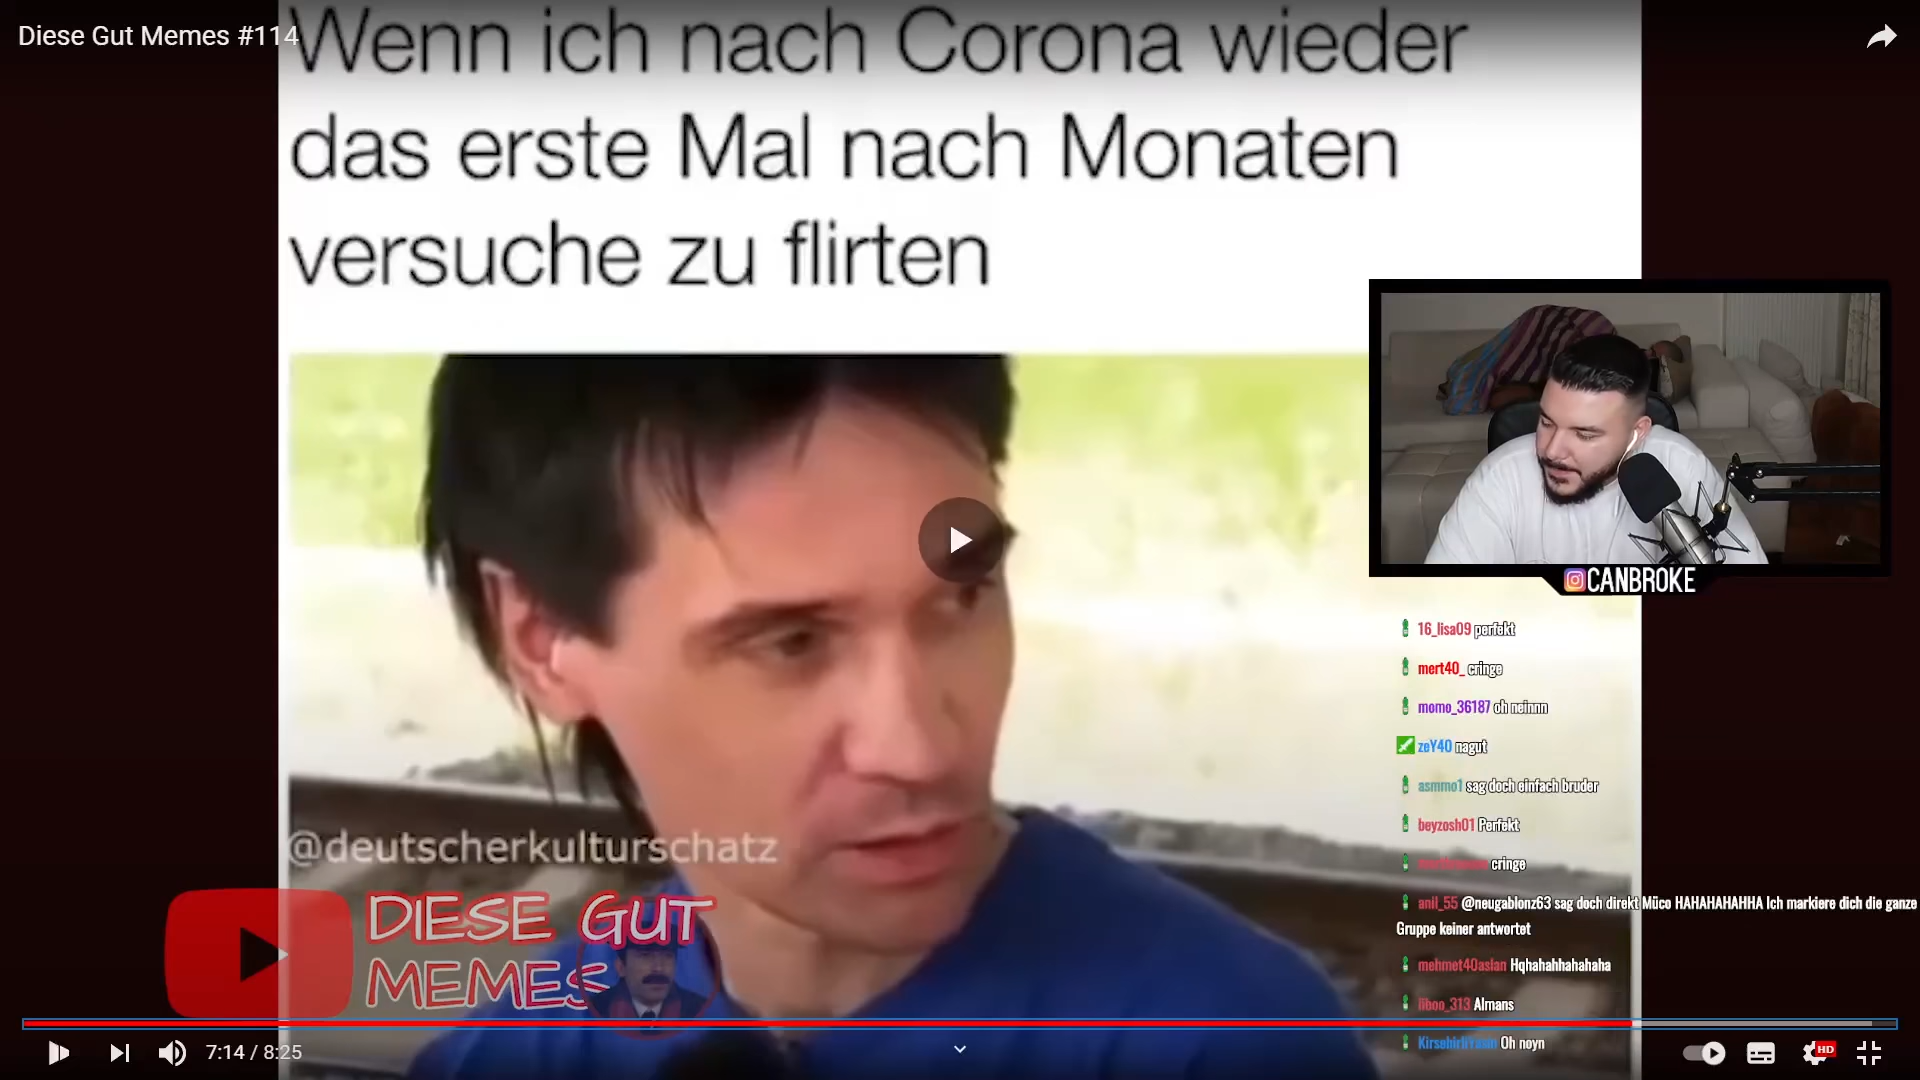 Diese Gut Memes #114
Wenn ich nach Corona wieder
das erste Mal nach Monaten
versuche zu flirten
CANBROKE
16_lisa09 perfekt
mert40_ cringe
momo_36187 oh neinnn
zeY40 nagut
asmmo1 sag doch einfach bruder
beyzosh01 Perfekt
cringe
anil_55 @neugablonz63 sag doch direkt Müco HAHAHAHAHHA Ich markiere dich die ganze
Gruppe keiner antwortet
mehmet40aslan Hqhahahhahahaha
liboo_313 Almans
Oh noyn
@deutscherkulturschatz
DIESE GUT
MEMES
7:14 / 8:25
HD